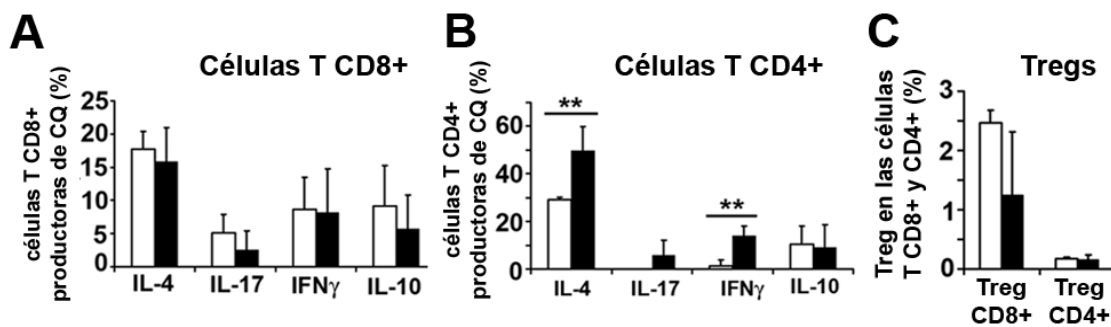 A
Células T CD8+
células T CD8+
productoras de CQ (%)
25
20
15
10
5
0
IL-4 IL-17 IFNγ IL-10
B
Células T CD4+
células T CD4+
productoras de CQ (%)
60
40
20
0
**
**
IL-4 IL-17 IFNγ IL-10
C
Tregs
Treg en las células
T CD8+ y CD4+ (%)
3
2
1
0
Treg Treg
CD8+ CD4+